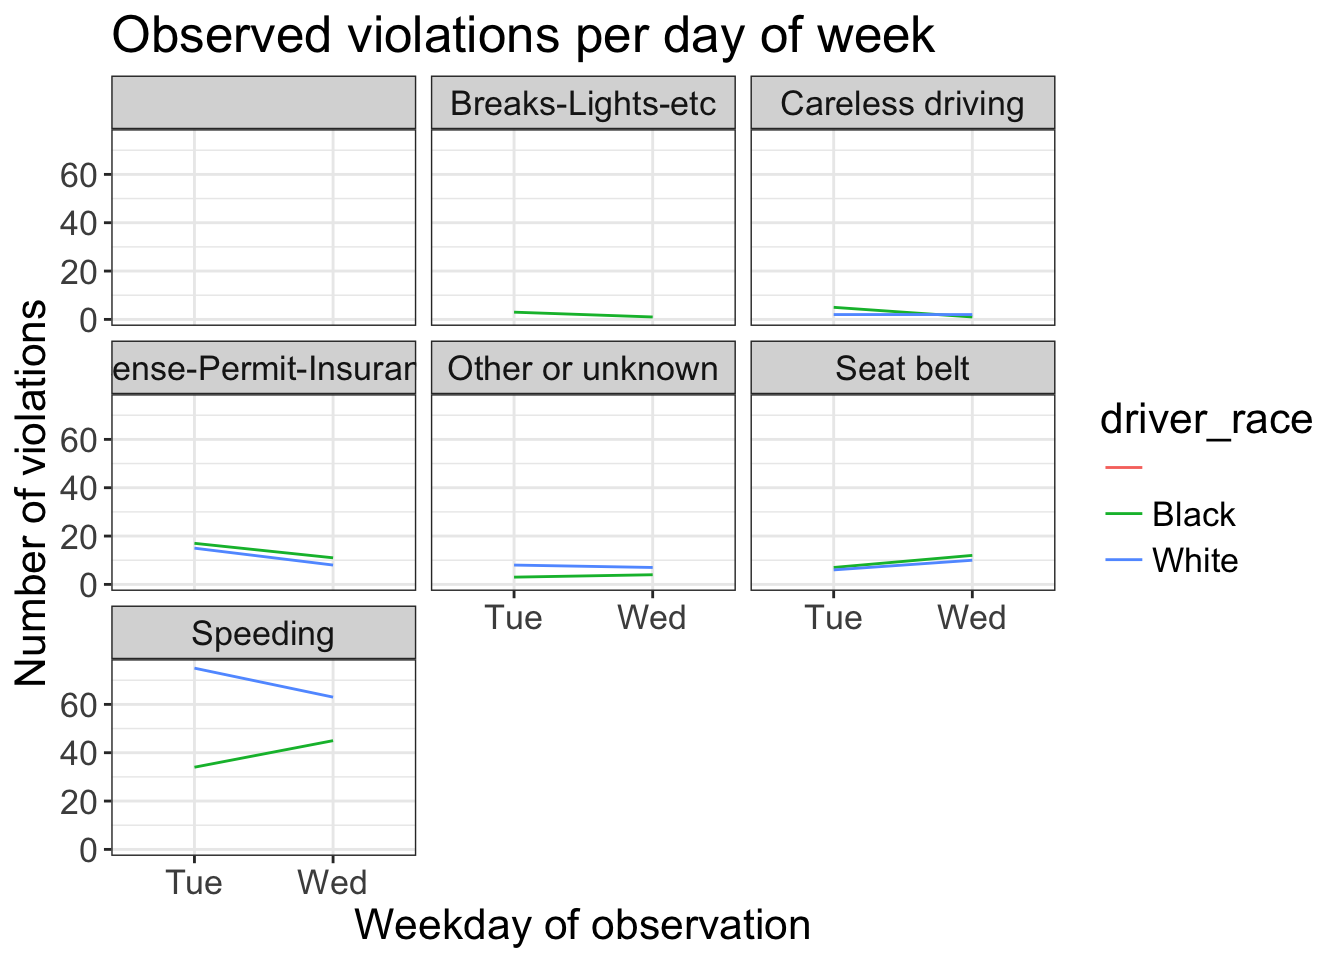 Observed violations per day of week
Breaks-Lights-etc
Careless driving
60
40
20
0
ense-Permit-Insuran
Other or unknown
Seat belt
60
40
20
0
Tue
Wed
Tue
Wed
Speeding
60
40
20
0
Tue
Wed
Weekday of observation
Number of violations
driver_race
Black
White